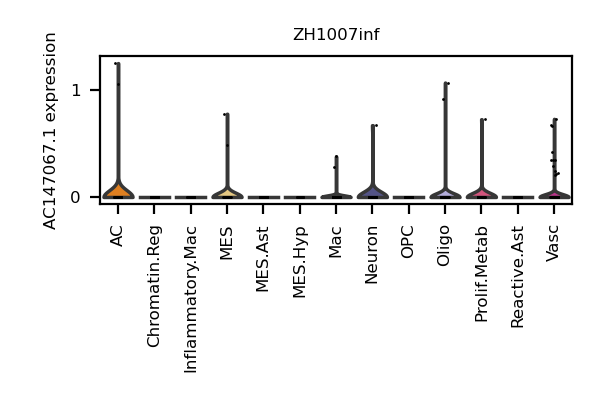 ZH1007inf
AC147067.1 expression
1
0
AC
Chromatin.Reg
Inflammatory.Mac
MES
MES.Ast
MES.Hyp
Mac
Neuron
OPC
Oligo
Prolif.Metab
Reactive.Ast
Vasc